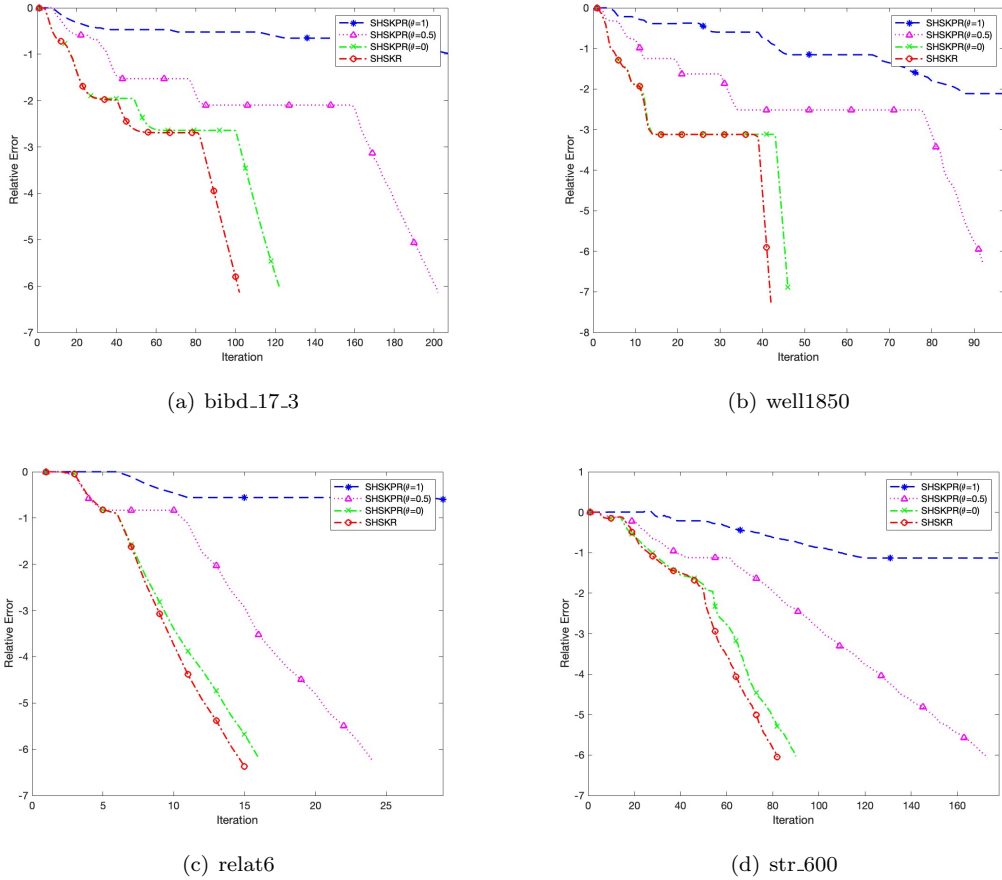 Relative Error
0
-1
-2
-3
-4
-5
-6
-7
SHSKPR(θ=1)
SHSKPR(θ=0.5)
SHSKPR(θ=0)
SHSKR
0 20 40 60 80 100 120 140 160 180 200
Iteration
(a) bibd_17_3
Relative Error
0
-1
-2
-3
-4
-5
-6
-7
-8
SHSKPR(θ=1)
SHSKPR(θ=0.5)
SHSKPR(θ=0)
SHSKR
0 10 20 30 40 50 60 70 80 90
Iteration
(b) well1850
Relative Error
0
-1
-2
-3
-4
-5
-6
-7
SHSKPR(θ=1)
SHSKPR(θ=0.5)
SHSKPR(θ=0)
SHSKR
0 5 10 15 20 25
Iteration
(c) relat6
Relative Error
1
0
-1
-2
-3
-4
-5
-6
-7
SHSKPR(θ=1)
SHSKPR(θ=0.5)
SHSKPR(θ=0)
SHSKR
0 20 40 60 80 100 120 140 160
Iteration
(d) str_600